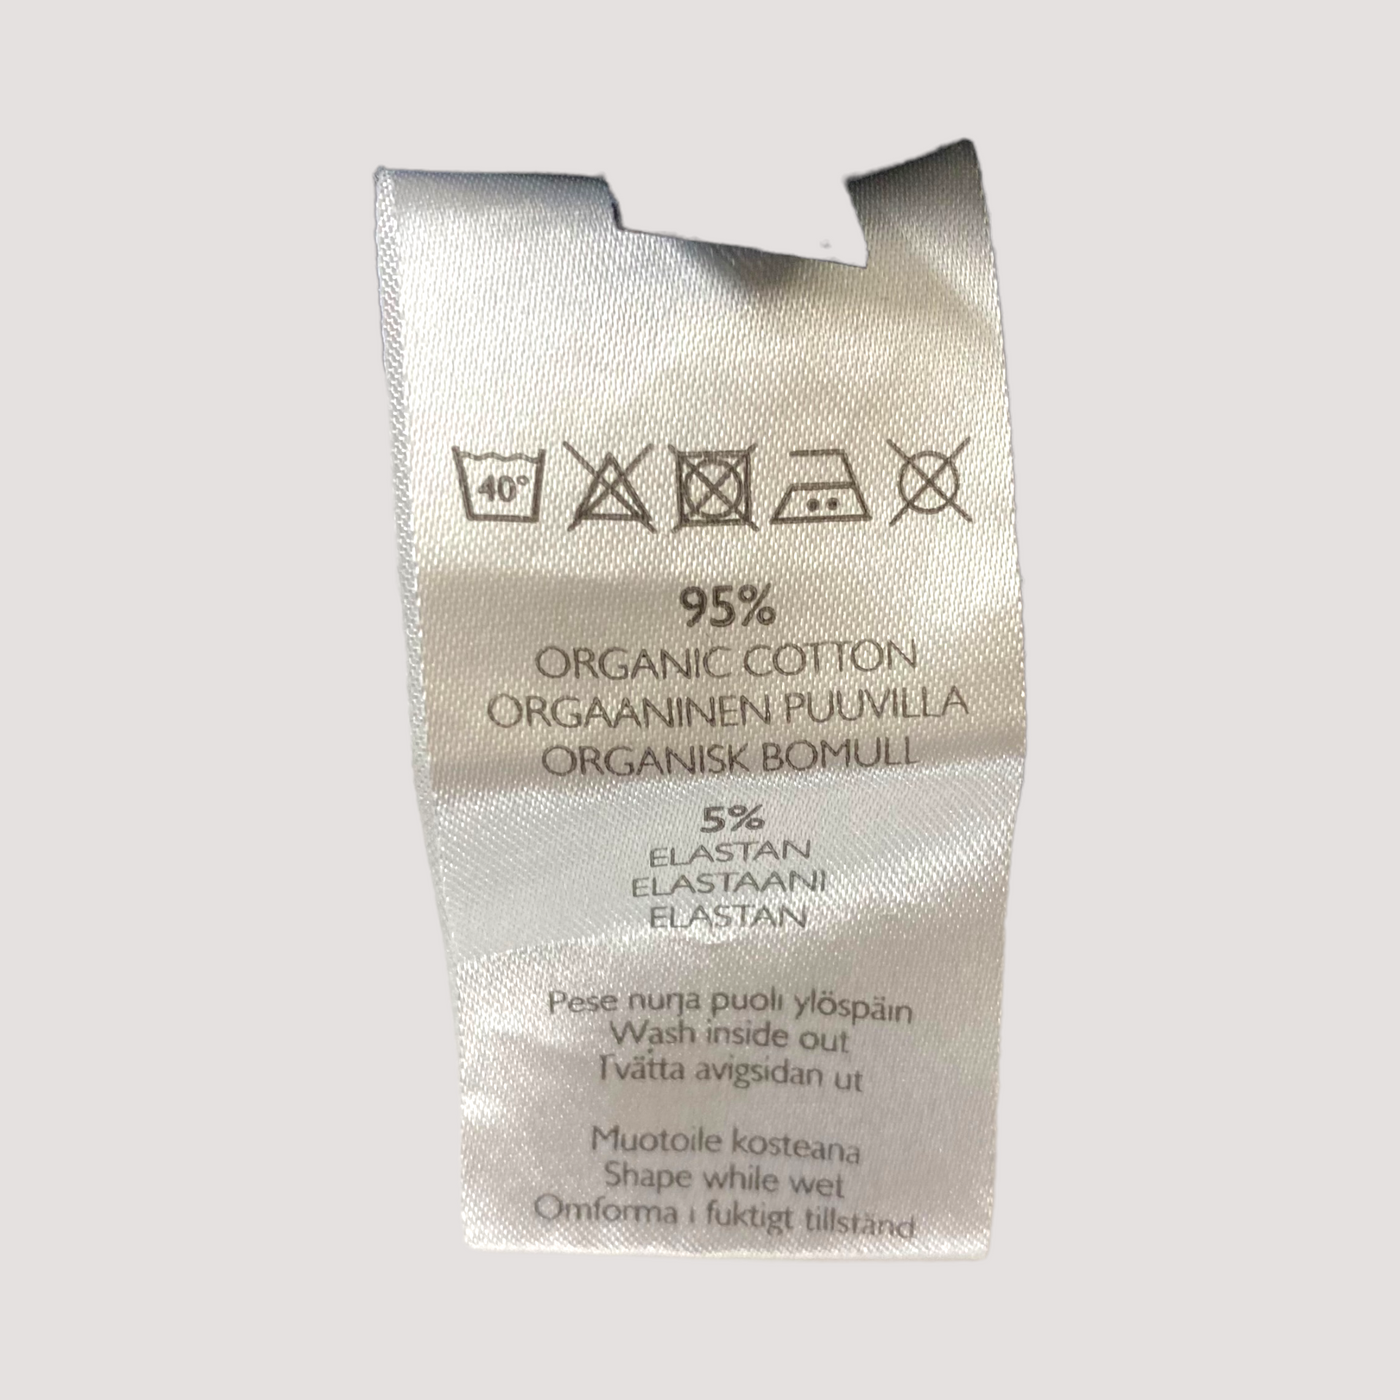 40°
95%
ORGANIC COTTON
ORGAANINEN PUUVILLA
ORGANISK BOMULL
5%
ELASTAN
ELASTAANI
ELASTAN
Pese nurja puoli ylöspäin
Wash inside out
Tvätta avigsidan ut
Muotoile kosteana
Shape while wet
Omforma i fuktigt tillstånd